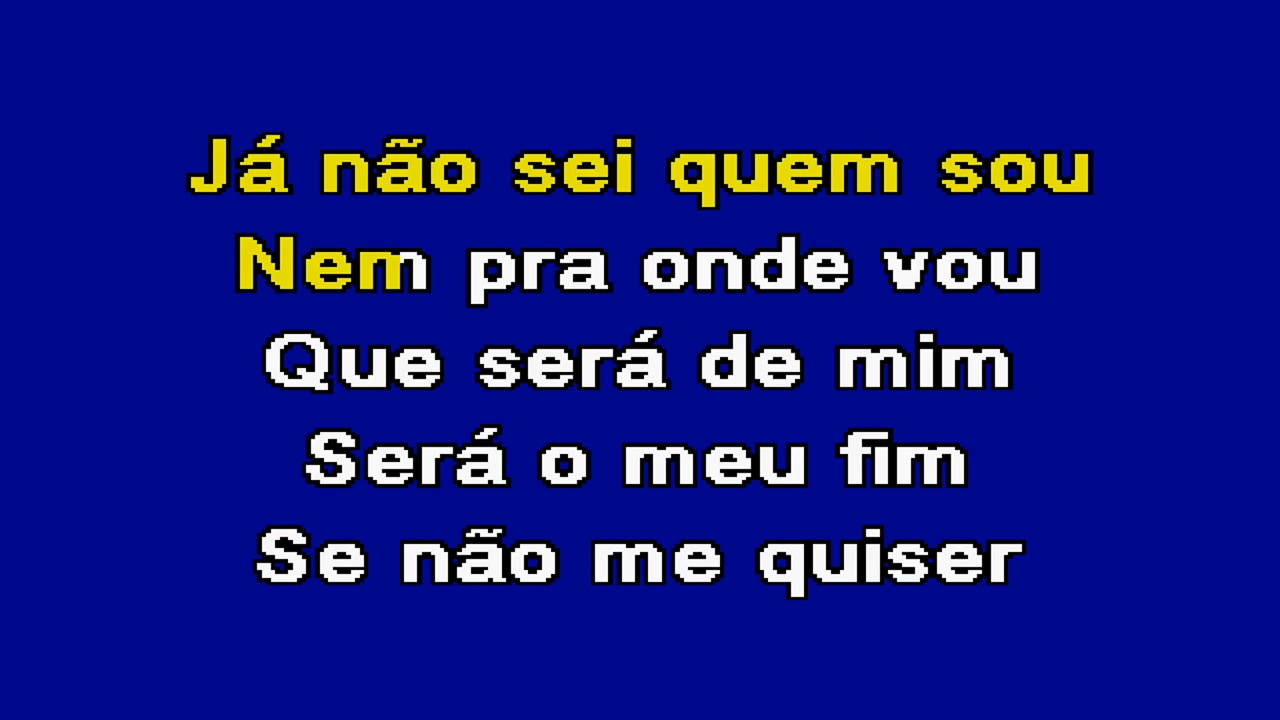 Já não sei quem sou
Nem pra onde vou
Que será de mim
Será o meu fim
Se não me quiser